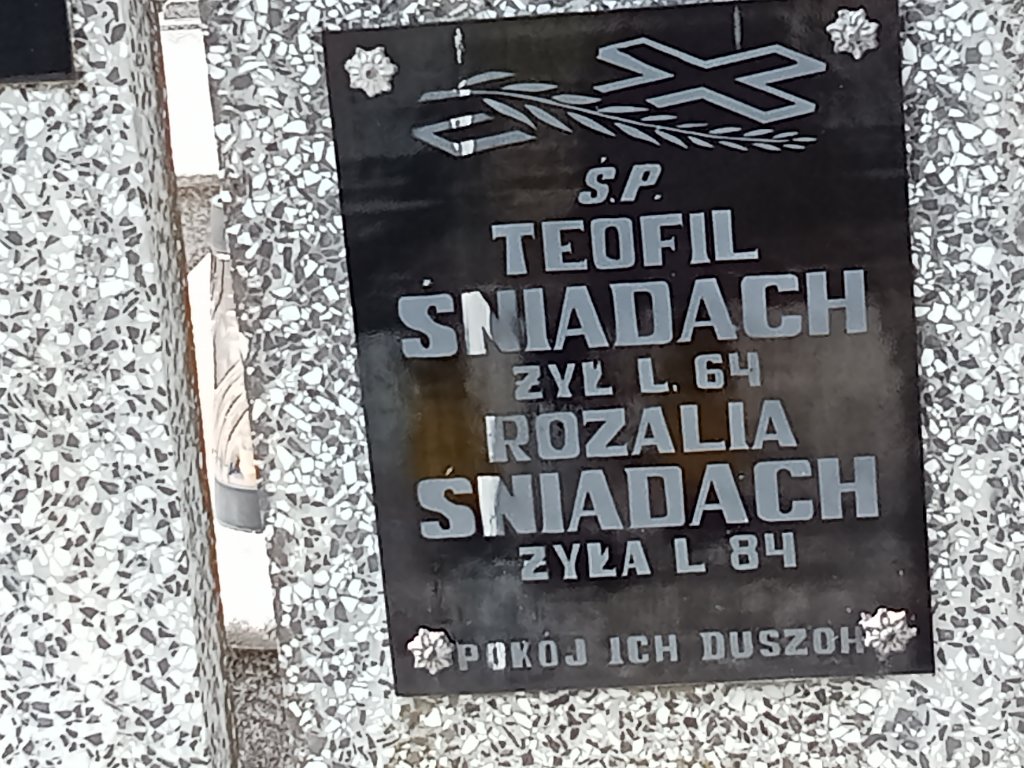 Ś.P.
TEOFIL
ŚNIADACH
ŻYŁ L. 64
ROZALIA
ŚNIADACH
ŻYŁA L 84
POKÓJ ICH DUSZOM